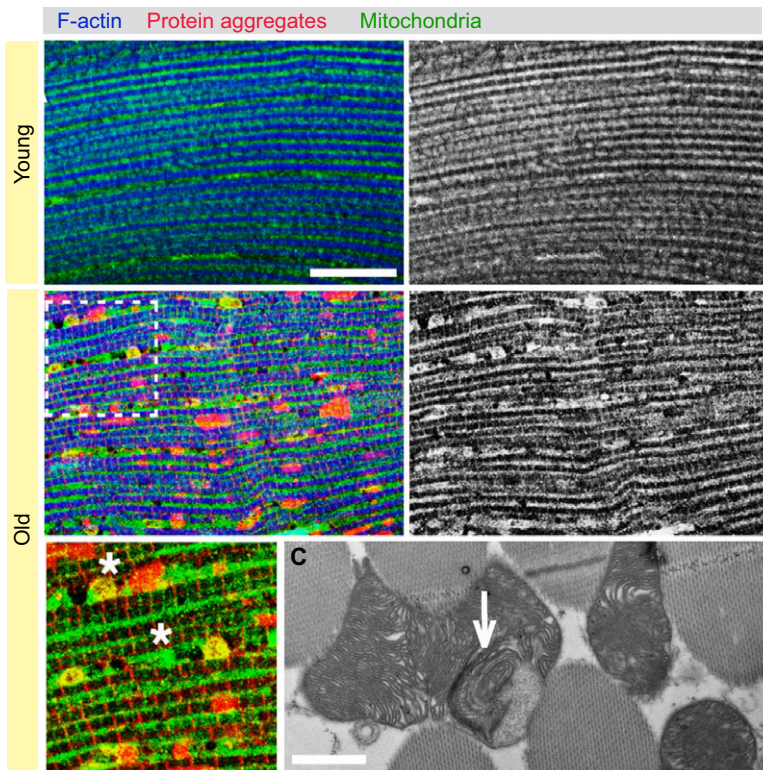 F-actin Protein aggregates Mitochondria
Young
Old
*
*
C